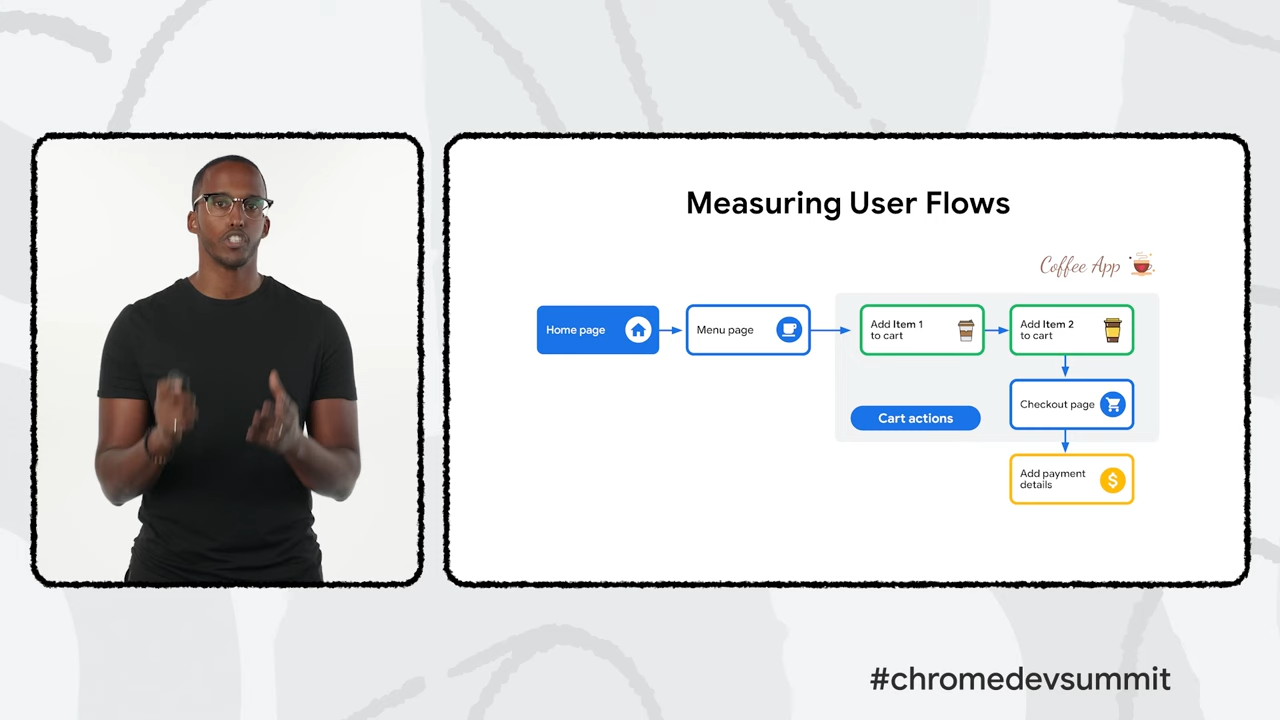 Measuring User Flows
Coffee App
Home page
Menu page
Add Item 1
to cart
Add Item 2
to cart
Checkout page
Cart actions
Add payment
details
$
#chromedevsummit